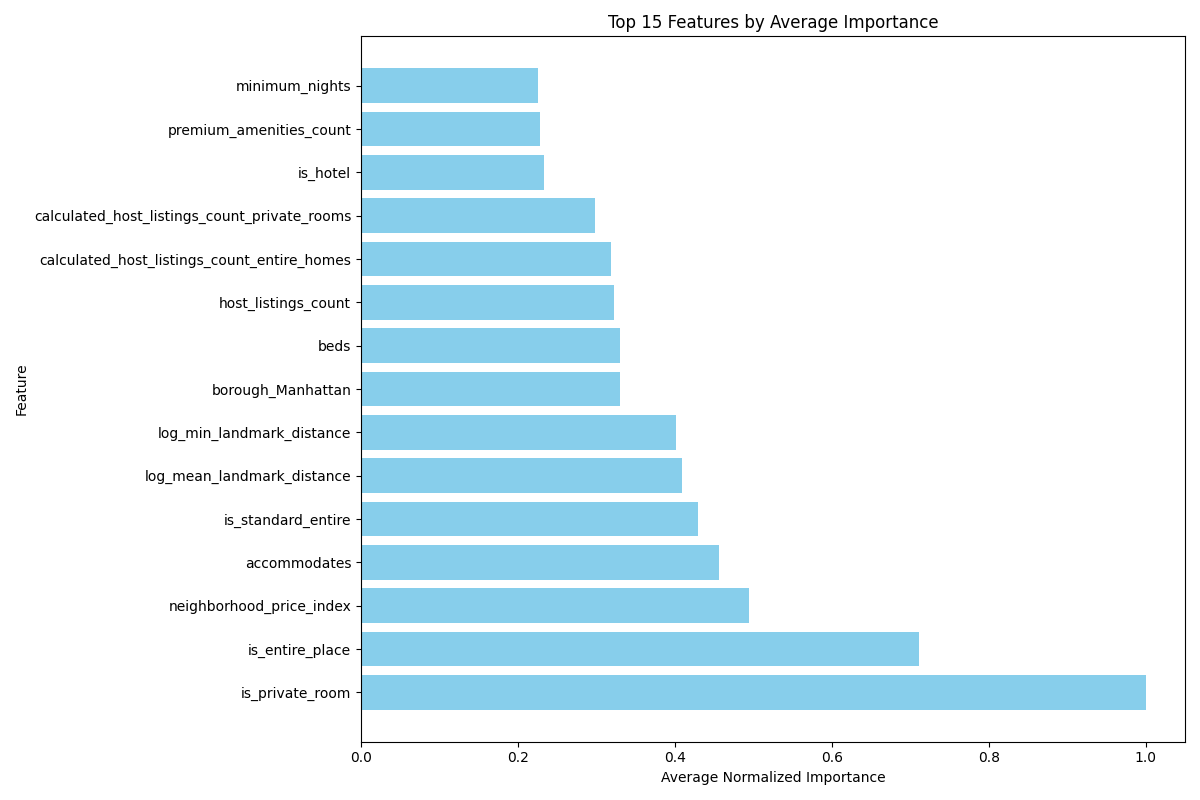 Top 15 Features by Average Importance
minimum_nights
premium_amenities_count
is_hotel
calculated_host_listings_count_private_rooms
calculated_host_listings_count_entire_homes
host_listings_count
beds
borough_Manhattan
log_min_landmark_distance
log_mean_landmark_distance
is_standard_entire
accommodates
neighborhood_price_index
is_entire_place
is_private_room
Feature
0.0 0.2 0.4 0.6 0.8 1.0
Average Normalized Importance